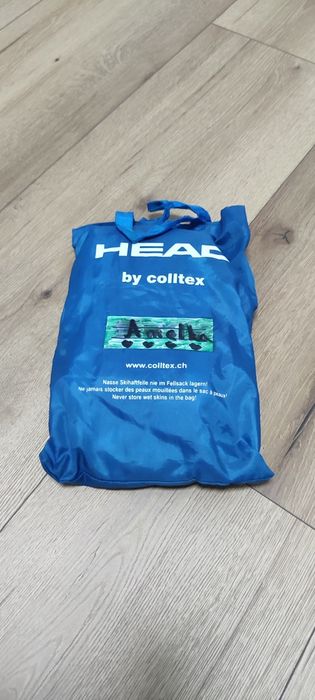 HEAD
by colltex
Amelka
www.colltex.ch
Nasse Skihaftfelle nie im Fellsack lagern!
Ne jamais stocker des peaux mouillées dans le sac à peaux!
Never store wet skins in the bag!